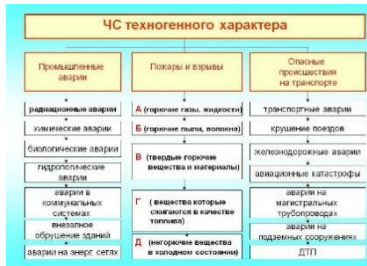 ЧС техногенного характера
Промышленные
аварии
радиационные аварии
химические аварии
биологические аварии
гидрологические
аварии
аварии в
коммунальных
системах
внезапное
обрушение зданий
аварии на энерг. сетях
Пожары и взрывы
А (горючие газы, жидкости)
Б (горючие пыли, волокна)
В (твердые горючие
вещества и материалы)
Г ( вещества которые
сжигаются в качестве
топлива)
Д (негорючие вещества
в холодном состоянии)
Опасные
происшествия
на транспорте
транспортные аварии
крушение поездов
железнодорожные аварии
авиационные катастрофы
аварии на
магистральных
трубопроводах
аварии на
подземных сооружениях
ДТП